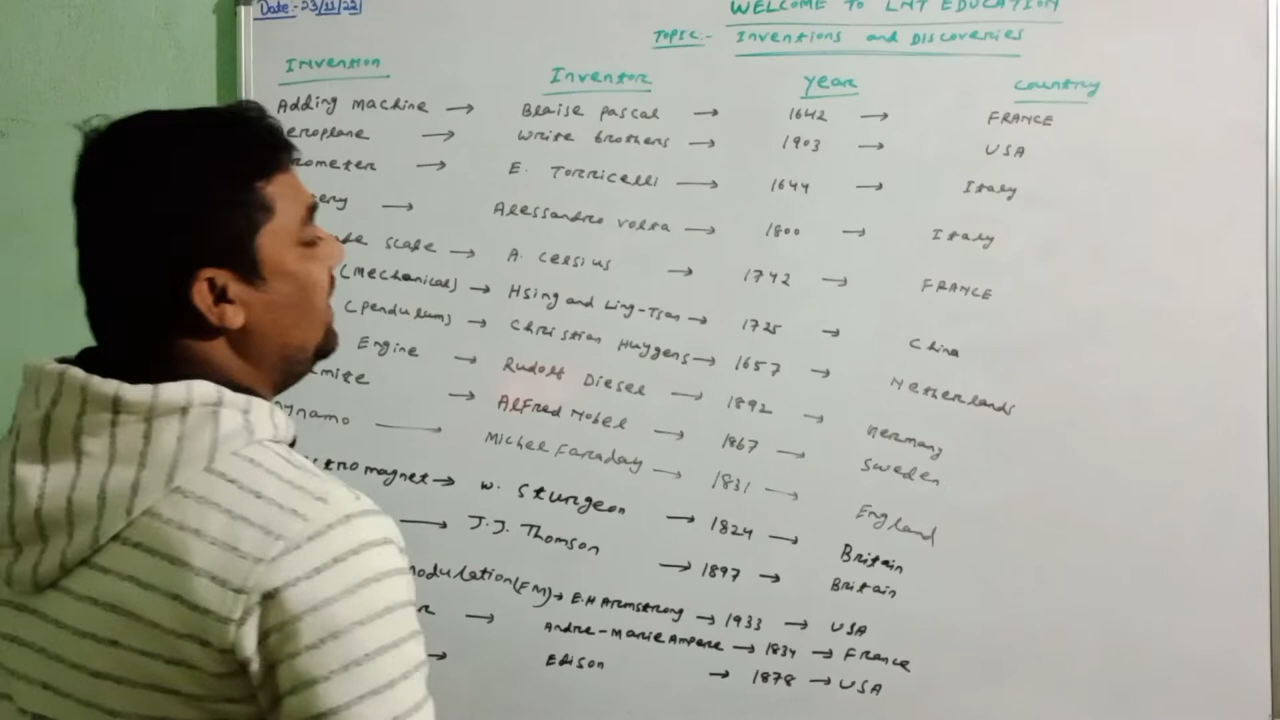 Date:-23/11/22
WELCOME TO LNT EDUCATION
TOPIC:- Inventions and Discoveries
Invention Inventor Year Country
Adding machine → Blaise pascal → 1642 → FRANCE
eroplane → Write brothers → 1903 → USA
rometer → E. Torricelli → 1644 → Italy
ery → Alessandro volta → 1800 → Italy
de scale → A. Celsius → 1742 → FRANCE
(Mechanical) → Hsing and Ling-Tsan → 1725 → China
(pendulum) → Christian Huygens → 1657 → Netherlands
Engine → Rudolf Diesel → 1892 → Germany
mite → Alfred Nobel → 1867 → Sweden
ynamo → Michel Faraday → 1831 → England
tromagnet → W. Sturgeon → 1824 → Britain
→ J.J. Thomson → 1897 → Britain
modulation(FM) → E.H Armstrong → 1933 → USA
r → Andre-Marie Ampere → 1834 → France
→ Edison → 1878 → USA